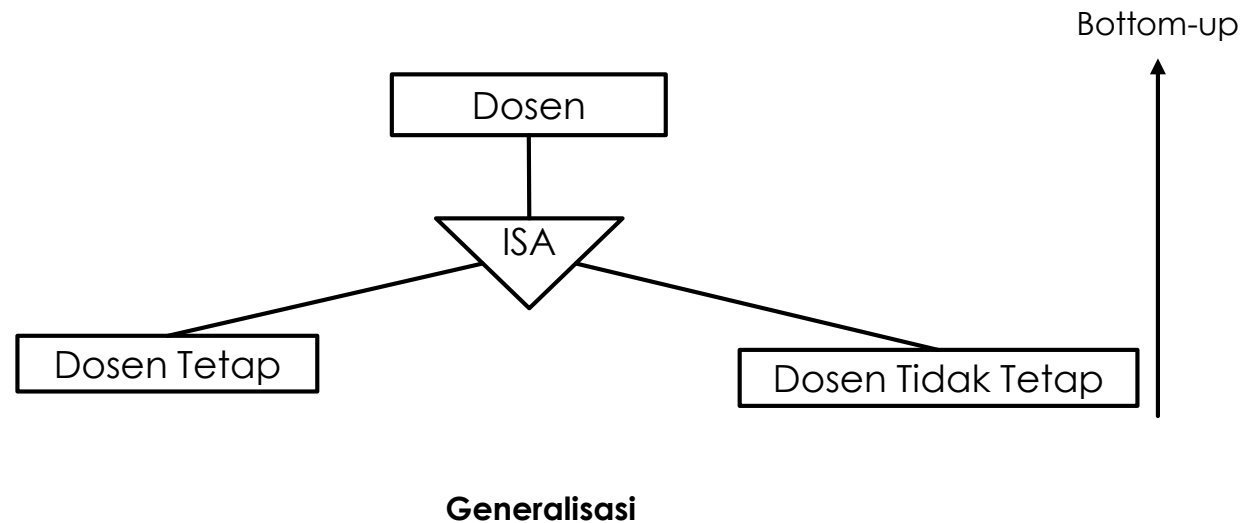 Bottom-up
Dosen
ISA
Dosen Tetap
Dosen Tidak Tetap
Generalisasi